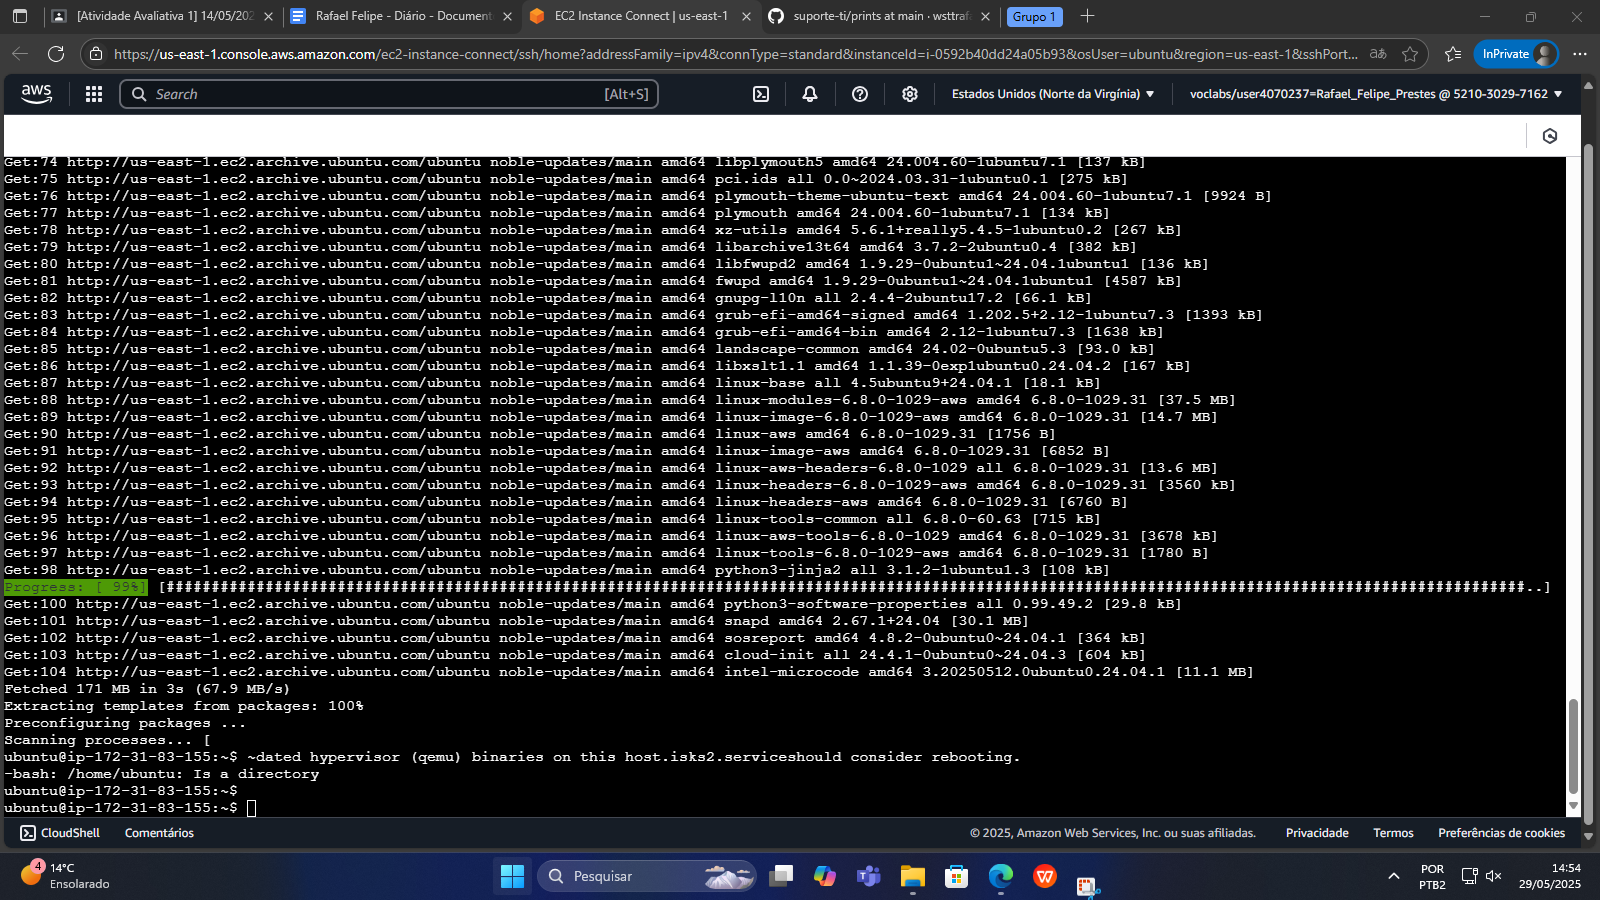 [Atividade Avaliativa 1] 14/05/202
Rafael Felipe - Diário - Document
EC2 Instance Connect | us-east-1
suporte-ti/prints at main · wsttraf
Grupo 1
https://us-east-1.console.aws.amazon.com/ec2-instance-connect/ssh/home?addressFamily=ipv4&connType=standard&instanceId=i-0592b40dd24a05b93&osUser=ubuntu&region=us-east-1&sshPort...
InPrivate
aws
Search
[Alt+S]
Estados Unidos (Norte da Virgínia)
voclabs/user4070237=Rafael_Felipe_Prestes @ 5210-3029-7162
Get:74 http://us-east-1.ec2.archive.ubuntu.com/ubuntu noble-updates/main amd64 libplymouth5 amd64 24.004.60-1ubuntu7.1 [137 kB]
Get:75 http://us-east-1.ec2.archive.ubuntu.com/ubuntu noble-updates/main amd64 pci.ids all 0.0~2024.03.31-1ubuntu0.1 [275 kB]
Get:76 http://us-east-1.ec2.archive.ubuntu.com/ubuntu noble-updates/main amd64 plymouth-theme-ubuntu-text amd64 24.004.60-1ubuntu7.1 [9924 B]
Get:77 http://us-east-1.ec2.archive.ubuntu.com/ubuntu noble-updates/main amd64 plymouth amd64 24.004.60-1ubuntu7.1 [134 kB]
Get:78 http://us-east-1.ec2.archive.ubuntu.com/ubuntu noble-updates/main amd64 xz-utils amd64 5.6.1+really5.4.5-1ubuntu0.2 [267 kB]
Get:79 http://us-east-1.ec2.archive.ubuntu.com/ubuntu noble-updates/main amd64 libarchive13t64 amd64 3.7.2-2ubuntu0.4 [382 kB]
Get:80 http://us-east-1.ec2.archive.ubuntu.com/ubuntu noble-updates/main amd64 libfwupd2 amd64 1.9.29-0ubuntu1~24.04.1ubuntu1 [136 kB]
Get:81 http://us-east-1.ec2.archive.ubuntu.com/ubuntu noble-updates/main amd64 fwupd amd64 1.9.29-0ubuntu1~24.04.1ubuntu1 [4587 kB]
Get:82 http://us-east-1.ec2.archive.ubuntu.com/ubuntu noble-updates/main amd64 gnupg-l10n all 2.4.4-2ubuntu17.2 [66.1 kB]
Get:83 http://us-east-1.ec2.archive.ubuntu.com/ubuntu noble-updates/main amd64 grub-efi-amd64-signed amd64 1.202.5+2.12-1ubuntu7.3 [1393 kB]
Get:84 http://us-east-1.ec2.archive.ubuntu.com/ubuntu noble-updates/main amd64 grub-efi-amd64-bin amd64 2.12-1ubuntu7.3 [1638 kB]
Get:85 http://us-east-1.ec2.archive.ubuntu.com/ubuntu noble-updates/main amd64 landscape-common amd64 24.02-0ubuntu5.3 [93.0 kB]
Get:86 http://us-east-1.ec2.archive.ubuntu.com/ubuntu noble-updates/main amd64 libxslt1.1 amd64 1.1.39-0exp1ubuntu0.24.04.2 [167 kB]
Get:87 http://us-east-1.ec2.archive.ubuntu.com/ubuntu noble-updates/main amd64 linux-base all 4.5ubuntu9+24.04.1 [18.1 kB]
Get:88 http://us-east-1.ec2.archive.ubuntu.com/ubuntu noble-updates/main amd64 linux-modules-6.8.0-1029-aws amd64 6.8.0-1029.31 [37.5 MB]
Get:89 http://us-east-1.ec2.archive.ubuntu.com/ubuntu noble-updates/main amd64 linux-image-6.8.0-1029-aws amd64 6.8.0-1029.31 [14.7 MB]
Get:90 http://us-east-1.ec2.archive.ubuntu.com/ubuntu noble-updates/main amd64 linux-aws amd64 6.8.0-1029.31 [1756 B]
Get:91 http://us-east-1.ec2.archive.ubuntu.com/ubuntu noble-updates/main amd64 linux-image-aws amd64 6.8.0-1029.31 [6852 B]
Get:92 http://us-east-1.ec2.archive.ubuntu.com/ubuntu noble-updates/main amd64 linux-aws-headers-6.8.0-1029 all 6.8.0-1029.31 [13.6 MB]
Get:93 http://us-east-1.ec2.archive.ubuntu.com/ubuntu noble-updates/main amd64 linux-headers-6.8.0-1029-aws amd64 6.8.0-1029.31 [3560 kB]
Get:94 http://us-east-1.ec2.archive.ubuntu.com/ubuntu noble-updates/main amd64 linux-headers-aws amd64 6.8.0-1029.31 [6760 B]
Get:95 http://us-east-1.ec2.archive.ubuntu.com/ubuntu noble-updates/main amd64 linux-tools-common all 6.8.0-60.63 [715 kB]
Get:96 http://us-east-1.ec2.archive.ubuntu.com/ubuntu noble-updates/main amd64 linux-aws-tools-6.8.0-1029 amd64 6.8.0-1029.31 [3678 kB]
Get:97 http://us-east-1.ec2.archive.ubuntu.com/ubuntu noble-updates/main amd64 linux-tools-6.8.0-1029-aws amd64 6.8.0-1029.31 [1780 B]
Get:98 http://us-east-1.ec2.archive.ubuntu.com/ubuntu noble-updates/main amd64 python3-jinja2 all 3.1.2-1ubuntu1.3 [108 kB]
Progress: [ 99%] [#######################################################################################################################################################..]
Get:100 http://us-east-1.ec2.archive.ubuntu.com/ubuntu noble-updates/main amd64 python3-software-properties all 0.99.49.2 [29.8 kB]
Get:101 http://us-east-1.ec2.archive.ubuntu.com/ubuntu noble-updates/main amd64 snapd amd64 2.67.1+24.04 [30.1 MB]
Get:102 http://us-east-1.ec2.archive.ubuntu.com/ubuntu noble-updates/main amd64 sosreport amd64 4.8.2-0ubuntu0~24.04.1 [364 kB]
Get:103 http://us-east-1.ec2.archive.ubuntu.com/ubuntu noble-updates/main amd64 cloud-init all 24.4.1-0ubuntu0~24.04.3 [604 kB]
Get:104 http://us-east-1.ec2.archive.ubuntu.com/ubuntu noble-updates/main amd64 intel-microcode amd64 3.20250512.0ubuntu0.24.04.1 [11.1 MB]
Fetched 171 MB in 3s (67.9 MB/s)
Extracting templates from packages: 100%
Preconfiguring packages ...
Scanning processes... [
ubuntu@ip-172-31-83-155:~$ ~dated hypervisor (qemu) binaries on this host.isks2.serviceshould consider rebooting.
-bash: /home/ubuntu: Is a directory
ubuntu@ip-172-31-83-155:~$
ubuntu@ip-172-31-83-155:~$
CloudShell
Comentários
© 2025, Amazon Web Services, Inc. ou suas afiliadas.
Privacidade
Termos
Preferências de cookies
4
14°C
Ensolarado
Pesquisar
POR
PTB2
14:54
29/05/2025